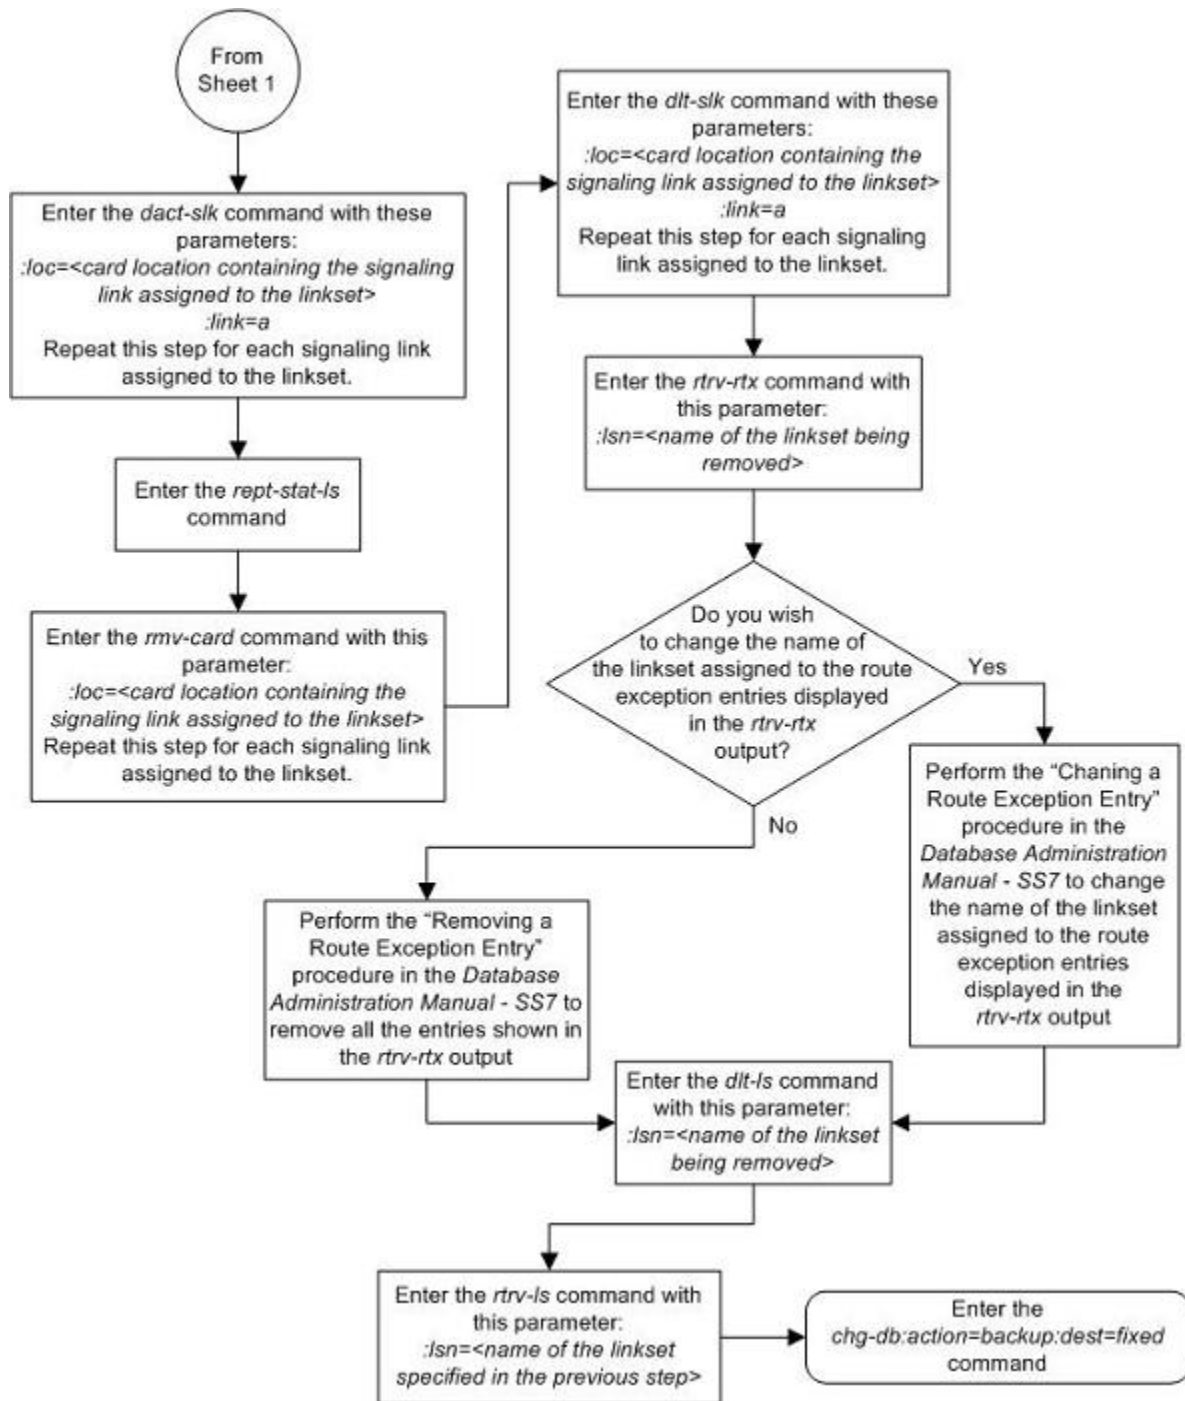 From
Sheet 1
Enter the dact-slk command with these
parameters:
:loc=<card location containing the signaling
link assigned to the linkset>
:link=a
Repeat this step for each signaling link
assigned to the linkset.
Enter the rept-stat-ls
command
Enter the rmv-card command with this
parameter:
:loc=<card location containing the
signaling link assigned to the linkset>
Repeat this step for each signaling link
assigned to the linkset.
Enter the dlt-slk command with these
parameters:
:loc=<card location containing the
signaling link assigned to the linkset>
:link=a
Repeat this step for each signaling
link assigned to the linkset.
Enter the rtrv-rtx command with
this parameter:
:lsn=<name of the linkset being
removed>
Do you wish
to change the name of
the linkset assigned to the route
exception entries displayed
in the rtrv-rtx
output?
Yes
No
Perform the “Chaning a
Route Exception Entry”
procedure in the
Database Administration
Manual - SS7 to change
the name of the linkset
assigned to the route
exception entries
displayed in the
rtrv-rtx output
Perform the “Removing a
Route Exception Entry”
procedure in the Database
Administration Manual - SS7 to
remove all the entries shown in
the rtrv-rtx output
Enter the dlt-ls command
with this parameter:
:lsn=<name of the linkset
being removed>
Enter the rtrv-ls command with
this parameter:
:lsn=<name of the linkset
specified in the previous step>
Enter the
chg-db:action=backup:dest=fixed
command